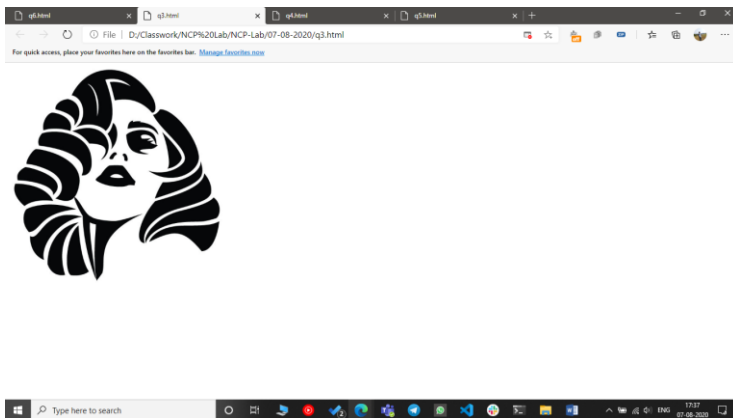 q6.html
q3.html
q4.html
q5.html
File D:/Classwork/NCP%20Lab/NCP-Lab/07-08-2020/q3.html
For quick access, place your favorites here on the favorites bar. Manage favorites now
Type here to search
2
ENG
17:37
07-08-2020